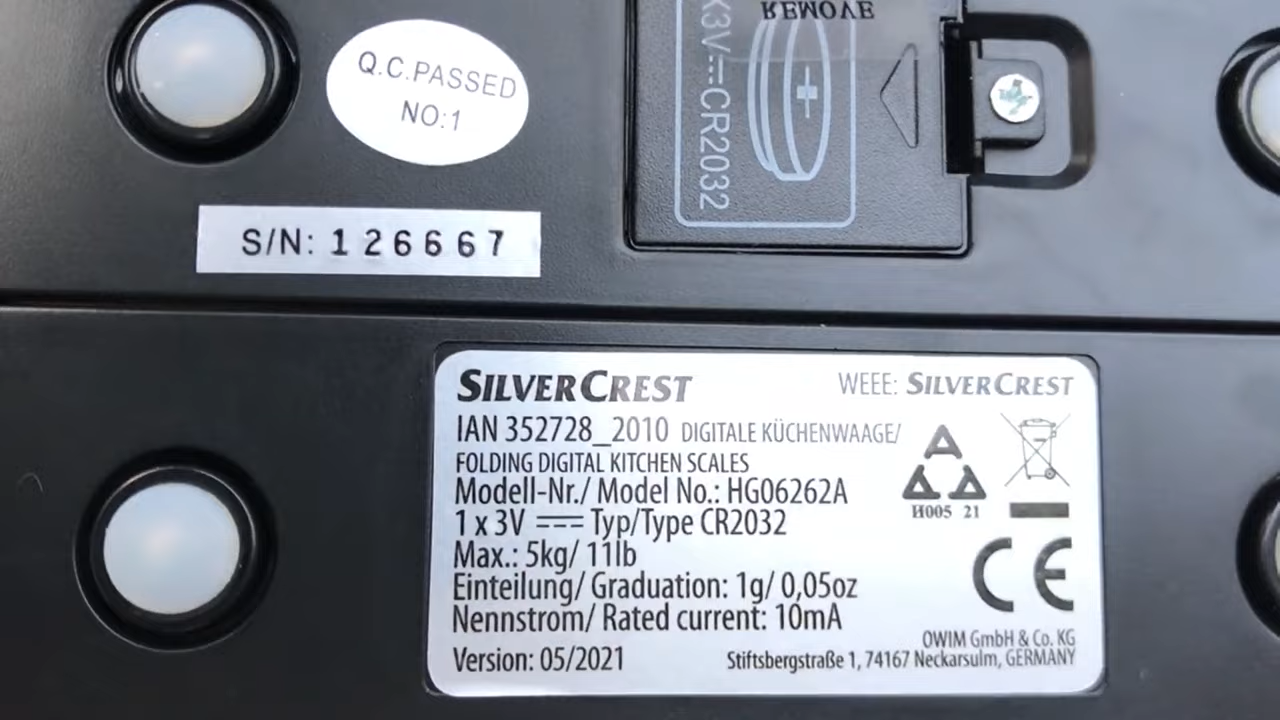 Q.C.PASSED
NO:1
S/N: 126667
REMOVE
X3V CR2032
SILVERCREST
WEEE: SILVERCREST
IAN 352728_2010 DIGITALE KÜCHENWAAGE/
FOLDING DIGITAL KITCHEN SCALES
Modell-Nr./ Model No.: HG06262A
1 x 3V Typ/Type CR2032
Max.: 5kg/ 11lb
Einteilung/ Graduation: 1g/ 0,05oz
Nennstrom/ Rated current: 10mA
Version: 05/2021
H005 21
CE
OWIM GmbH & Co. KG
Stiftsbergstraße 1, 74167 Neckarsulm, GERMANY